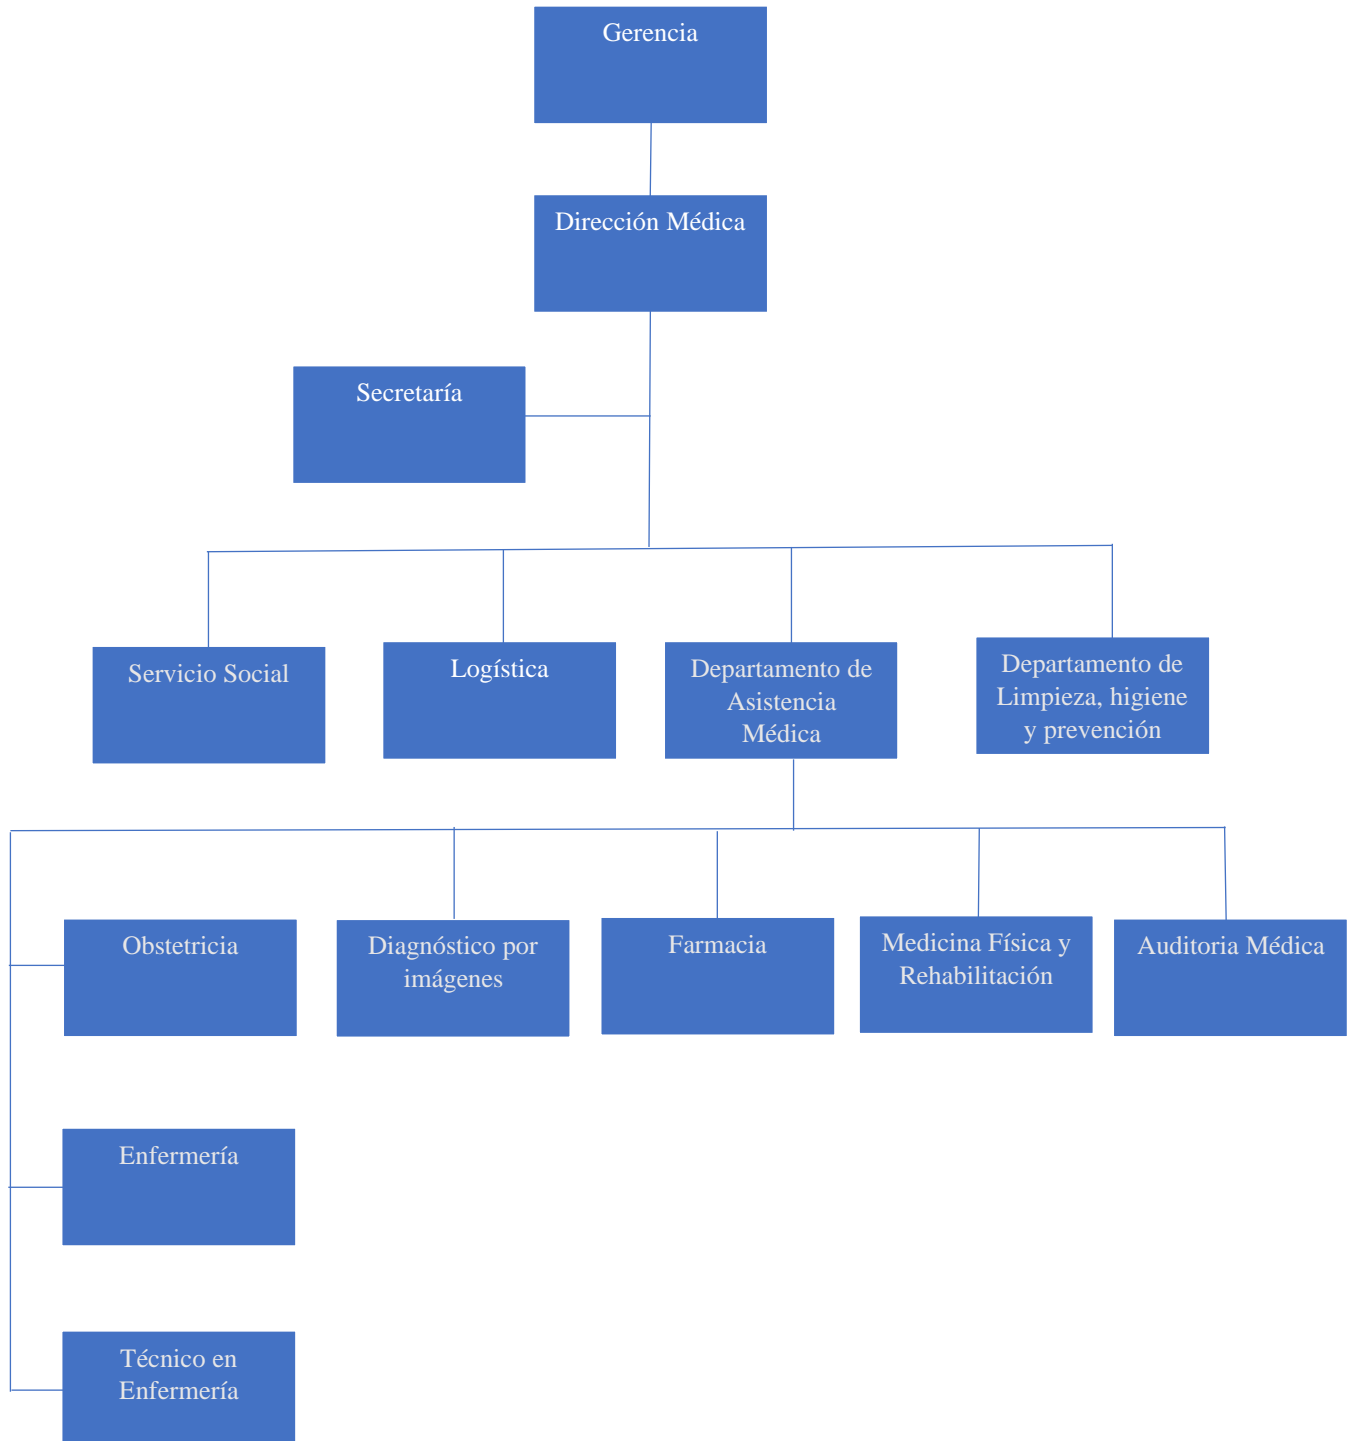 Gerencia
Dirección Médica
Secretaría
Servicio Social
Logística
Departamento de
Asistencia
Médica
Departamento de
Limpieza, higiene
y prevención
Obstetricia
Diagnóstico por
imágenes
Farmacia
Medicina Física y
Rehabilitación
Auditoria Médica
Enfermería
Técnico en
Enfermería